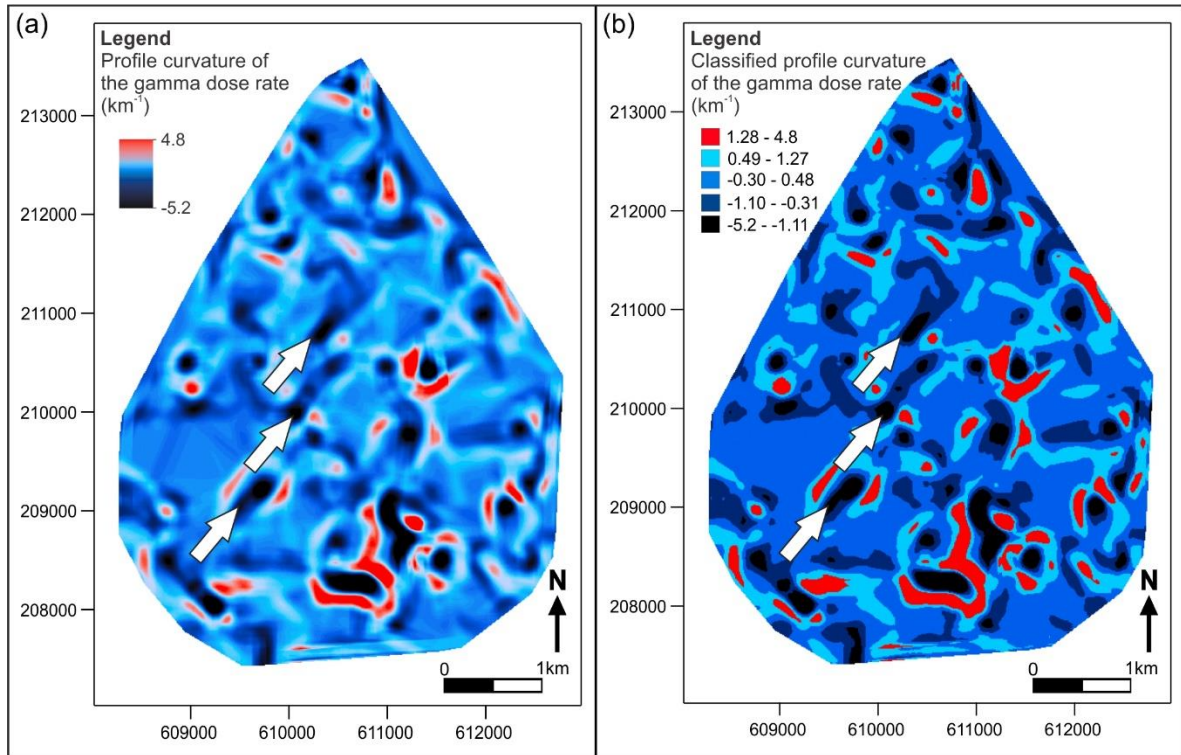 (a)
Legend
Profile curvature of
the gamma dose rate
(km⁻¹)
4.8
-5.2
213000
212000
211000
210000
209000
208000
609000 610000 611000 612000
N
0 1km
(b)
Legend
Classified profile curvature
of the gamma dose rate
(km⁻¹)
1.28 - 4.8
0.49 - 1.27
-0.30 - 0.48
-1.10 - -0.31
-5.2 - -1.11
213000
212000
211000
210000
209000
208000
609000 610000 611000 612000
N
0 1km